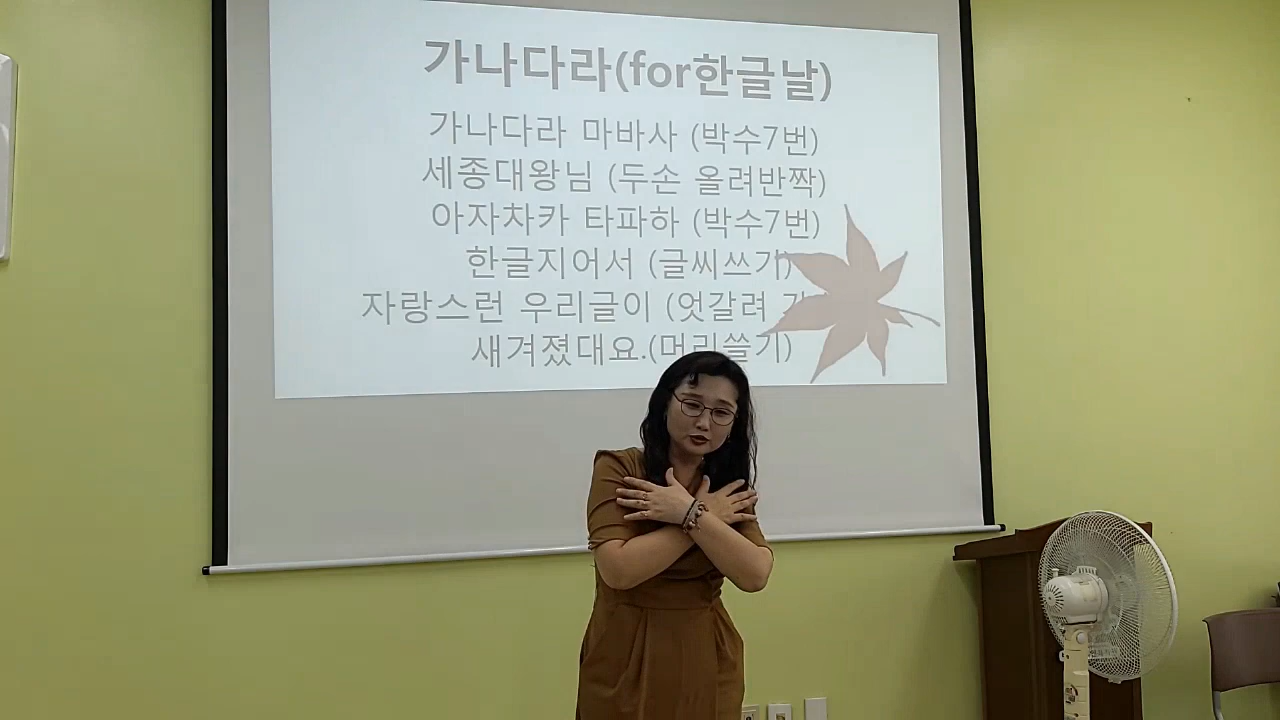 가나다라(for한글날)
가나다라 마바사 (박수7번)
세종대왕님 (두손 올려반짝)
아자차카 타파하 (박수7번)
한글지어서 (글씨쓰기)
자랑스런 우리글이 (엇갈려
새겨졌대요.(머리쓸기)